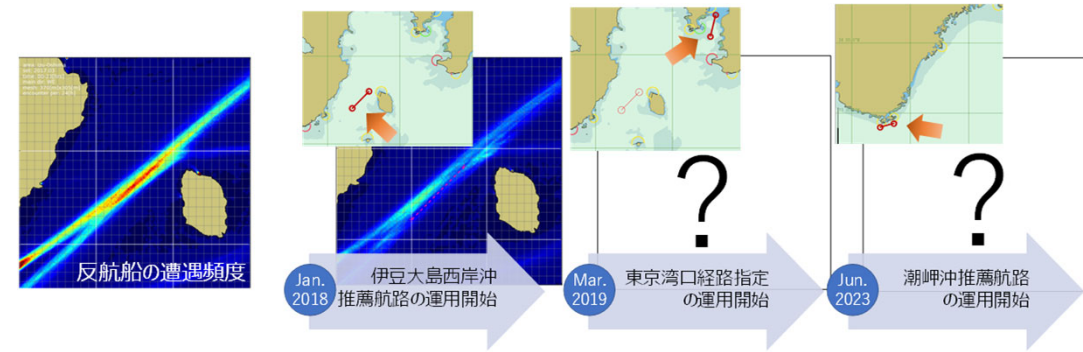 反航船の遭遇頻度
Jan.
2018
伊豆大島西岸沖
推薦航路の運用開始
?
Mar.
2019
東京湾口経路指定
の運用開始
?
Jun.
2023
潮岬沖推薦航路
の運用開始